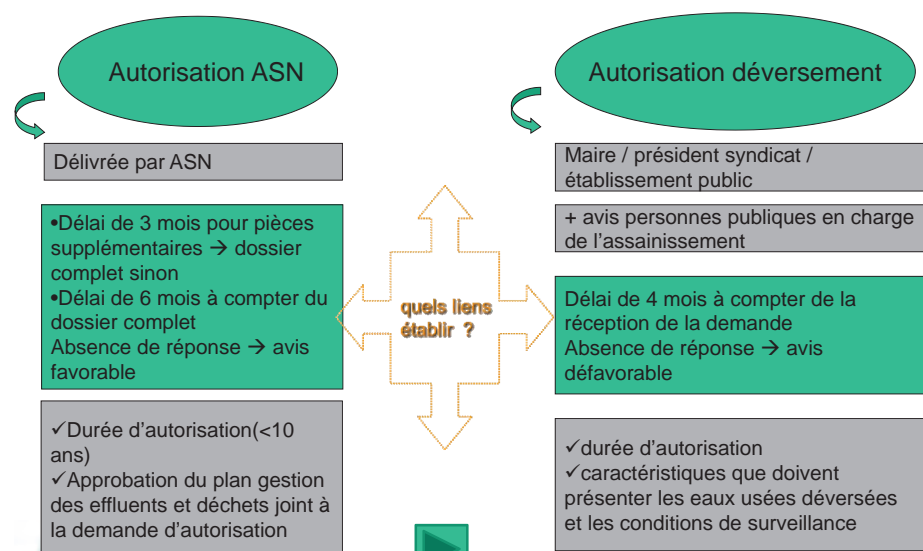 Autorisation ASN
Délivrée par ASN
•Délai de 3 mois pour pièces
supplémentaires → dossier
complet sinon
•Délai de 6 mois à compter du
dossier complet
Absence de réponse → avis
favorable
✓Durée d'autorisation(<10
ans)
✓Approbation du plan gestion
des effluents et déchets joint à
la demande d'autorisation
quels liens
établir ?
Autorisation déversement
Maire / président syndicat /
établissement public
+ avis personnes publiques en charge
de l'assainissement
Délai de 4 mois à compter de la
réception de la demande
Absence de réponse → avis
défavorable
✓durée d'autorisation
✓caractéristiques que doivent
présenter les eaux usées déversées
et les conditions de surveillance